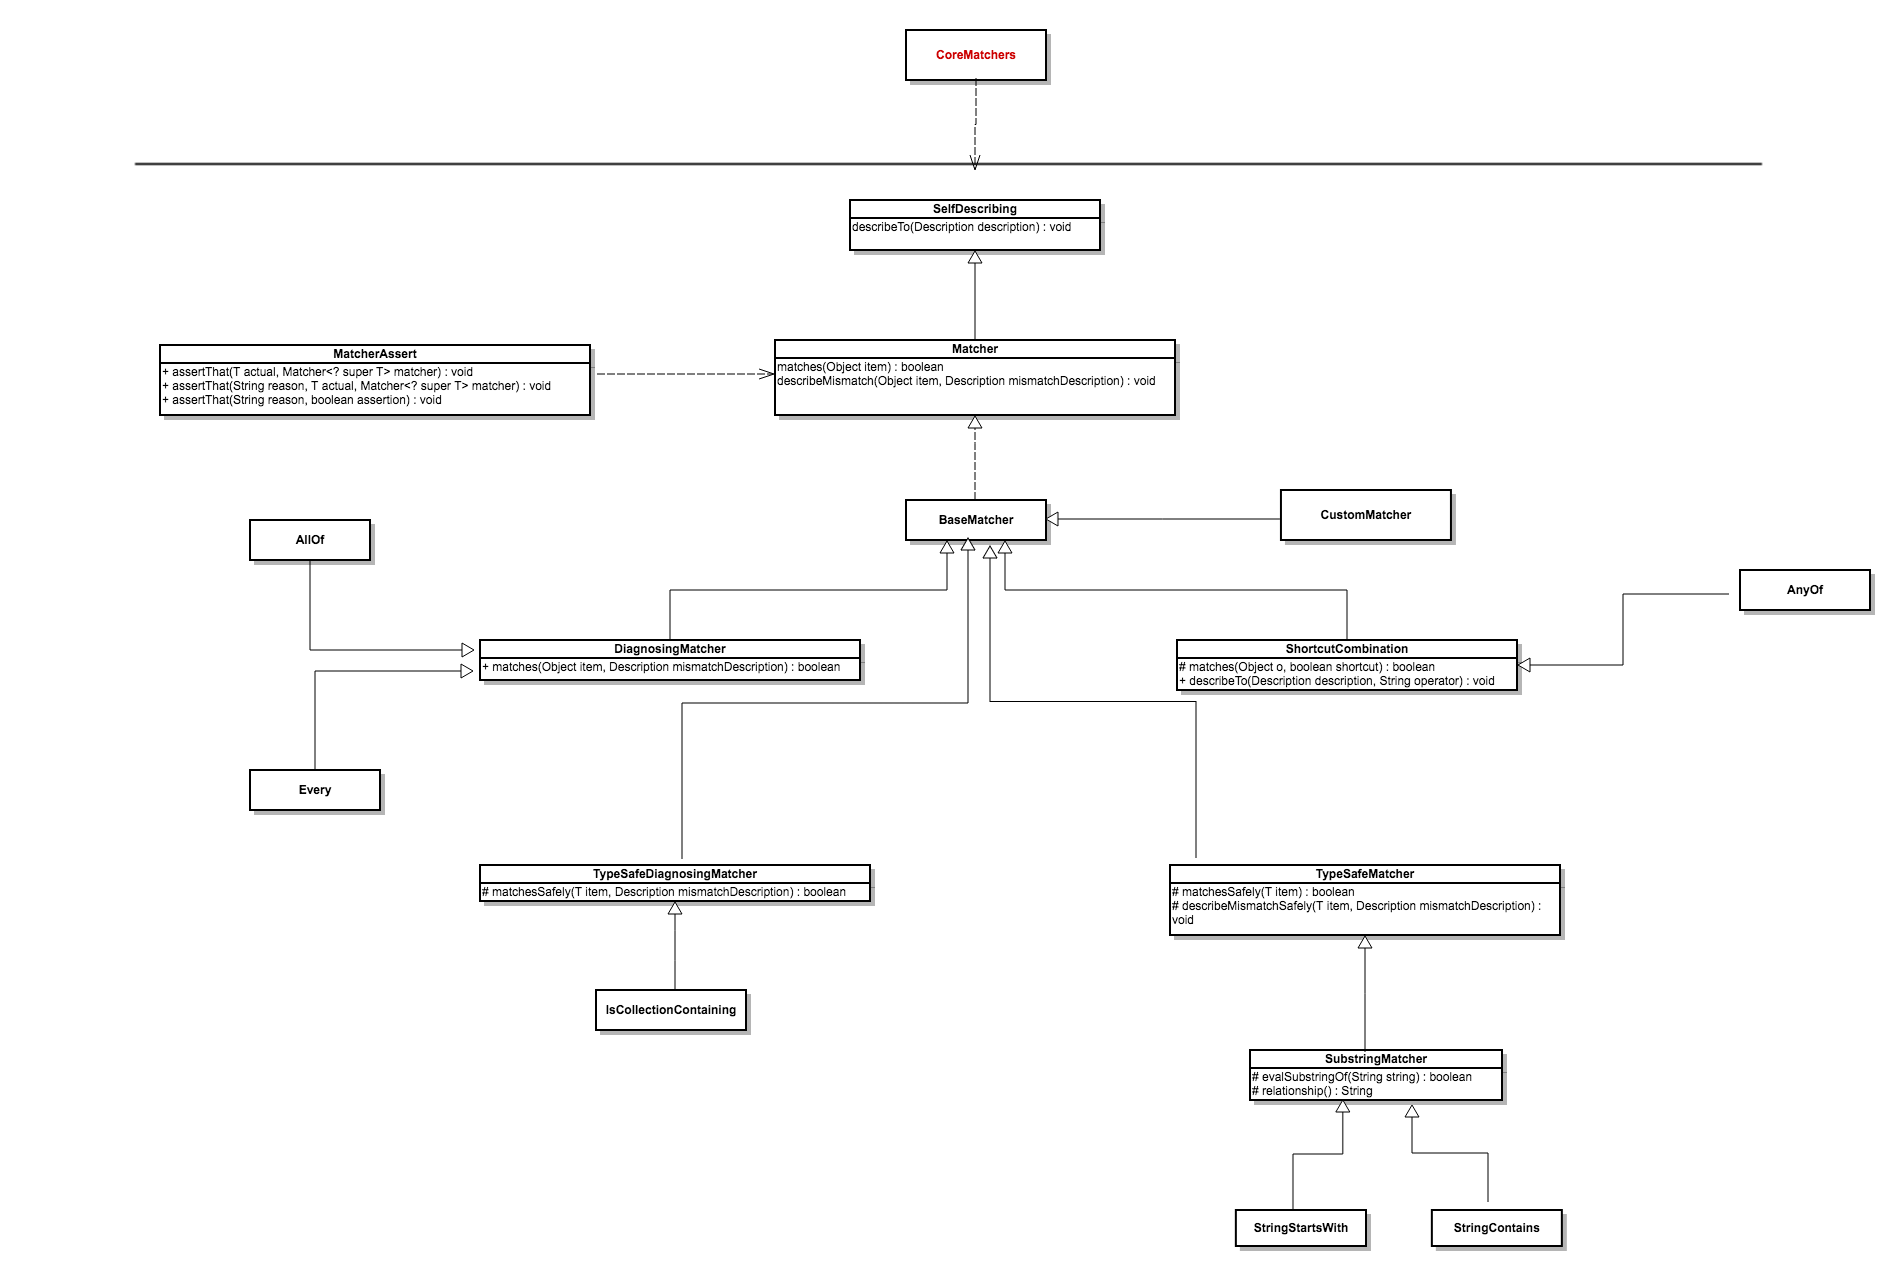 CoreMatchers
SelfDescribing
describeTo(Description description) : void
MatcherAssert
+ assertThat(T actual, Matcher<? super T> matcher) : void
+ assertThat(String reason, T actual, Matcher<? super T> matcher) : void
+ assertThat(String reason, boolean assertion) : void
Matcher
matches(Object item) : boolean
describeMismatch(Object item, Description mismatchDescription) : void
BaseMatcher
CustomMatcher
AllOf
AnyOf
DiagnosingMatcher
+ matches(Object item, Description mismatchDescription) : boolean
ShortcutCombination
# matches(Object o, boolean shortcut) : boolean
+ describeTo(Description description, String operator) : void
Every
TypeSafeDiagnosingMatcher
# matchesSafely(T item, Description mismatchDescription) : boolean
TypeSafeMatcher
# matchesSafely(T item) : boolean
# describeMismatchSafely(T item, Description mismatchDescription) :
void
IsCollectionContaining
SubstringMatcher
# evalSubstringOf(String string) : boolean
# relationship() : String
StringStartsWith
StringContains